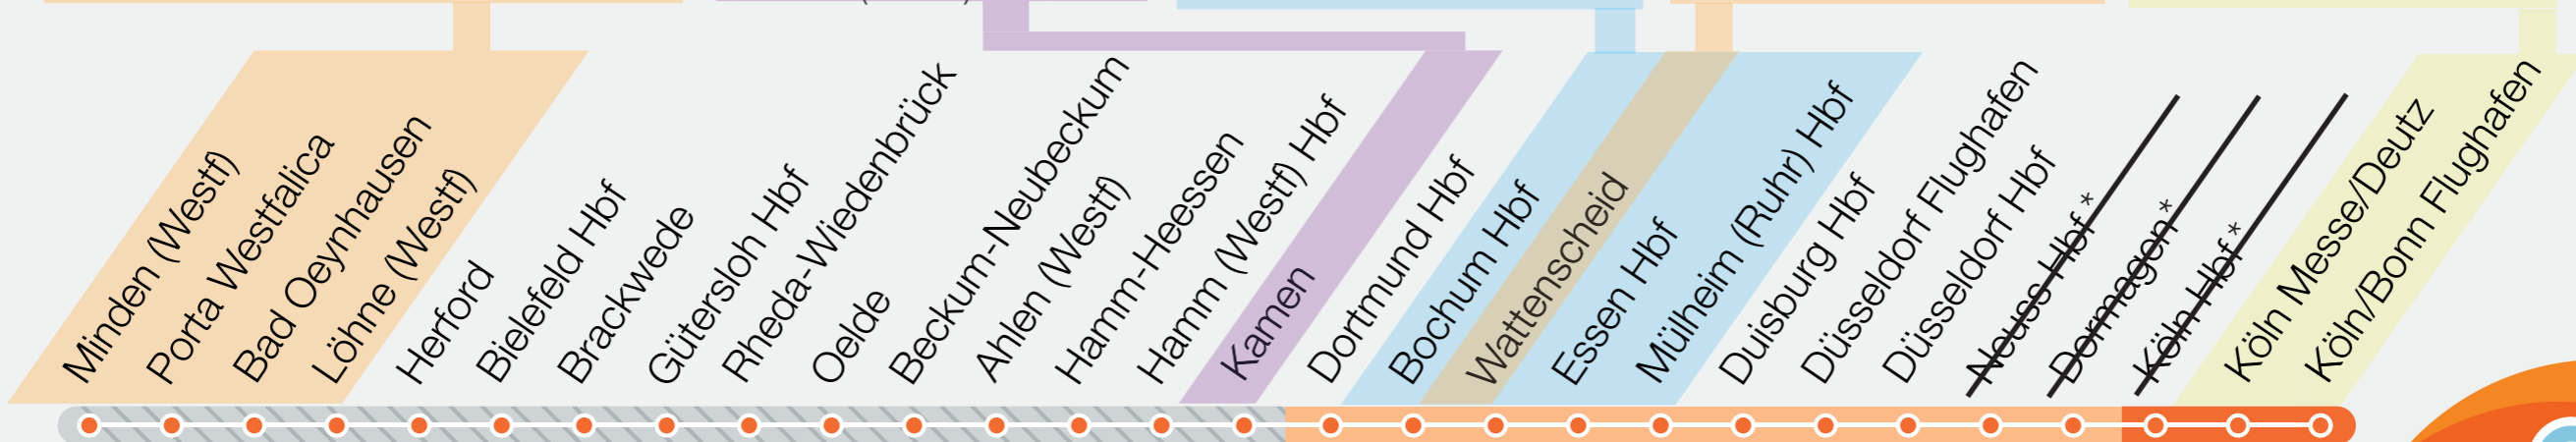 Minden (Westf)
Porta Westfalica
Bad Oeynhausen
Löhne (Westf)
Herford
Bielefeld Hbf
Brackwede
Gütersloh Hbf
Rheda-Wiedenbrück
Oelde
Beckum-Neubeckum
Ahlen (Westf)
Hamm-Heessen
Hamm (Westf) Hbf
Kamen
Dortmund Hbf
Bochum Hbf
Wattenscheid
Essen Hbf
Mülheim (Ruhr) Hbf
Duisburg Hbf
Düsseldorf Flughafen
Düsseldorf Hbf
Neuss Hbf*
Dormagen*
Köln Hbf*
Köln Messe/Deutz
Köln/Bonn Flughafen